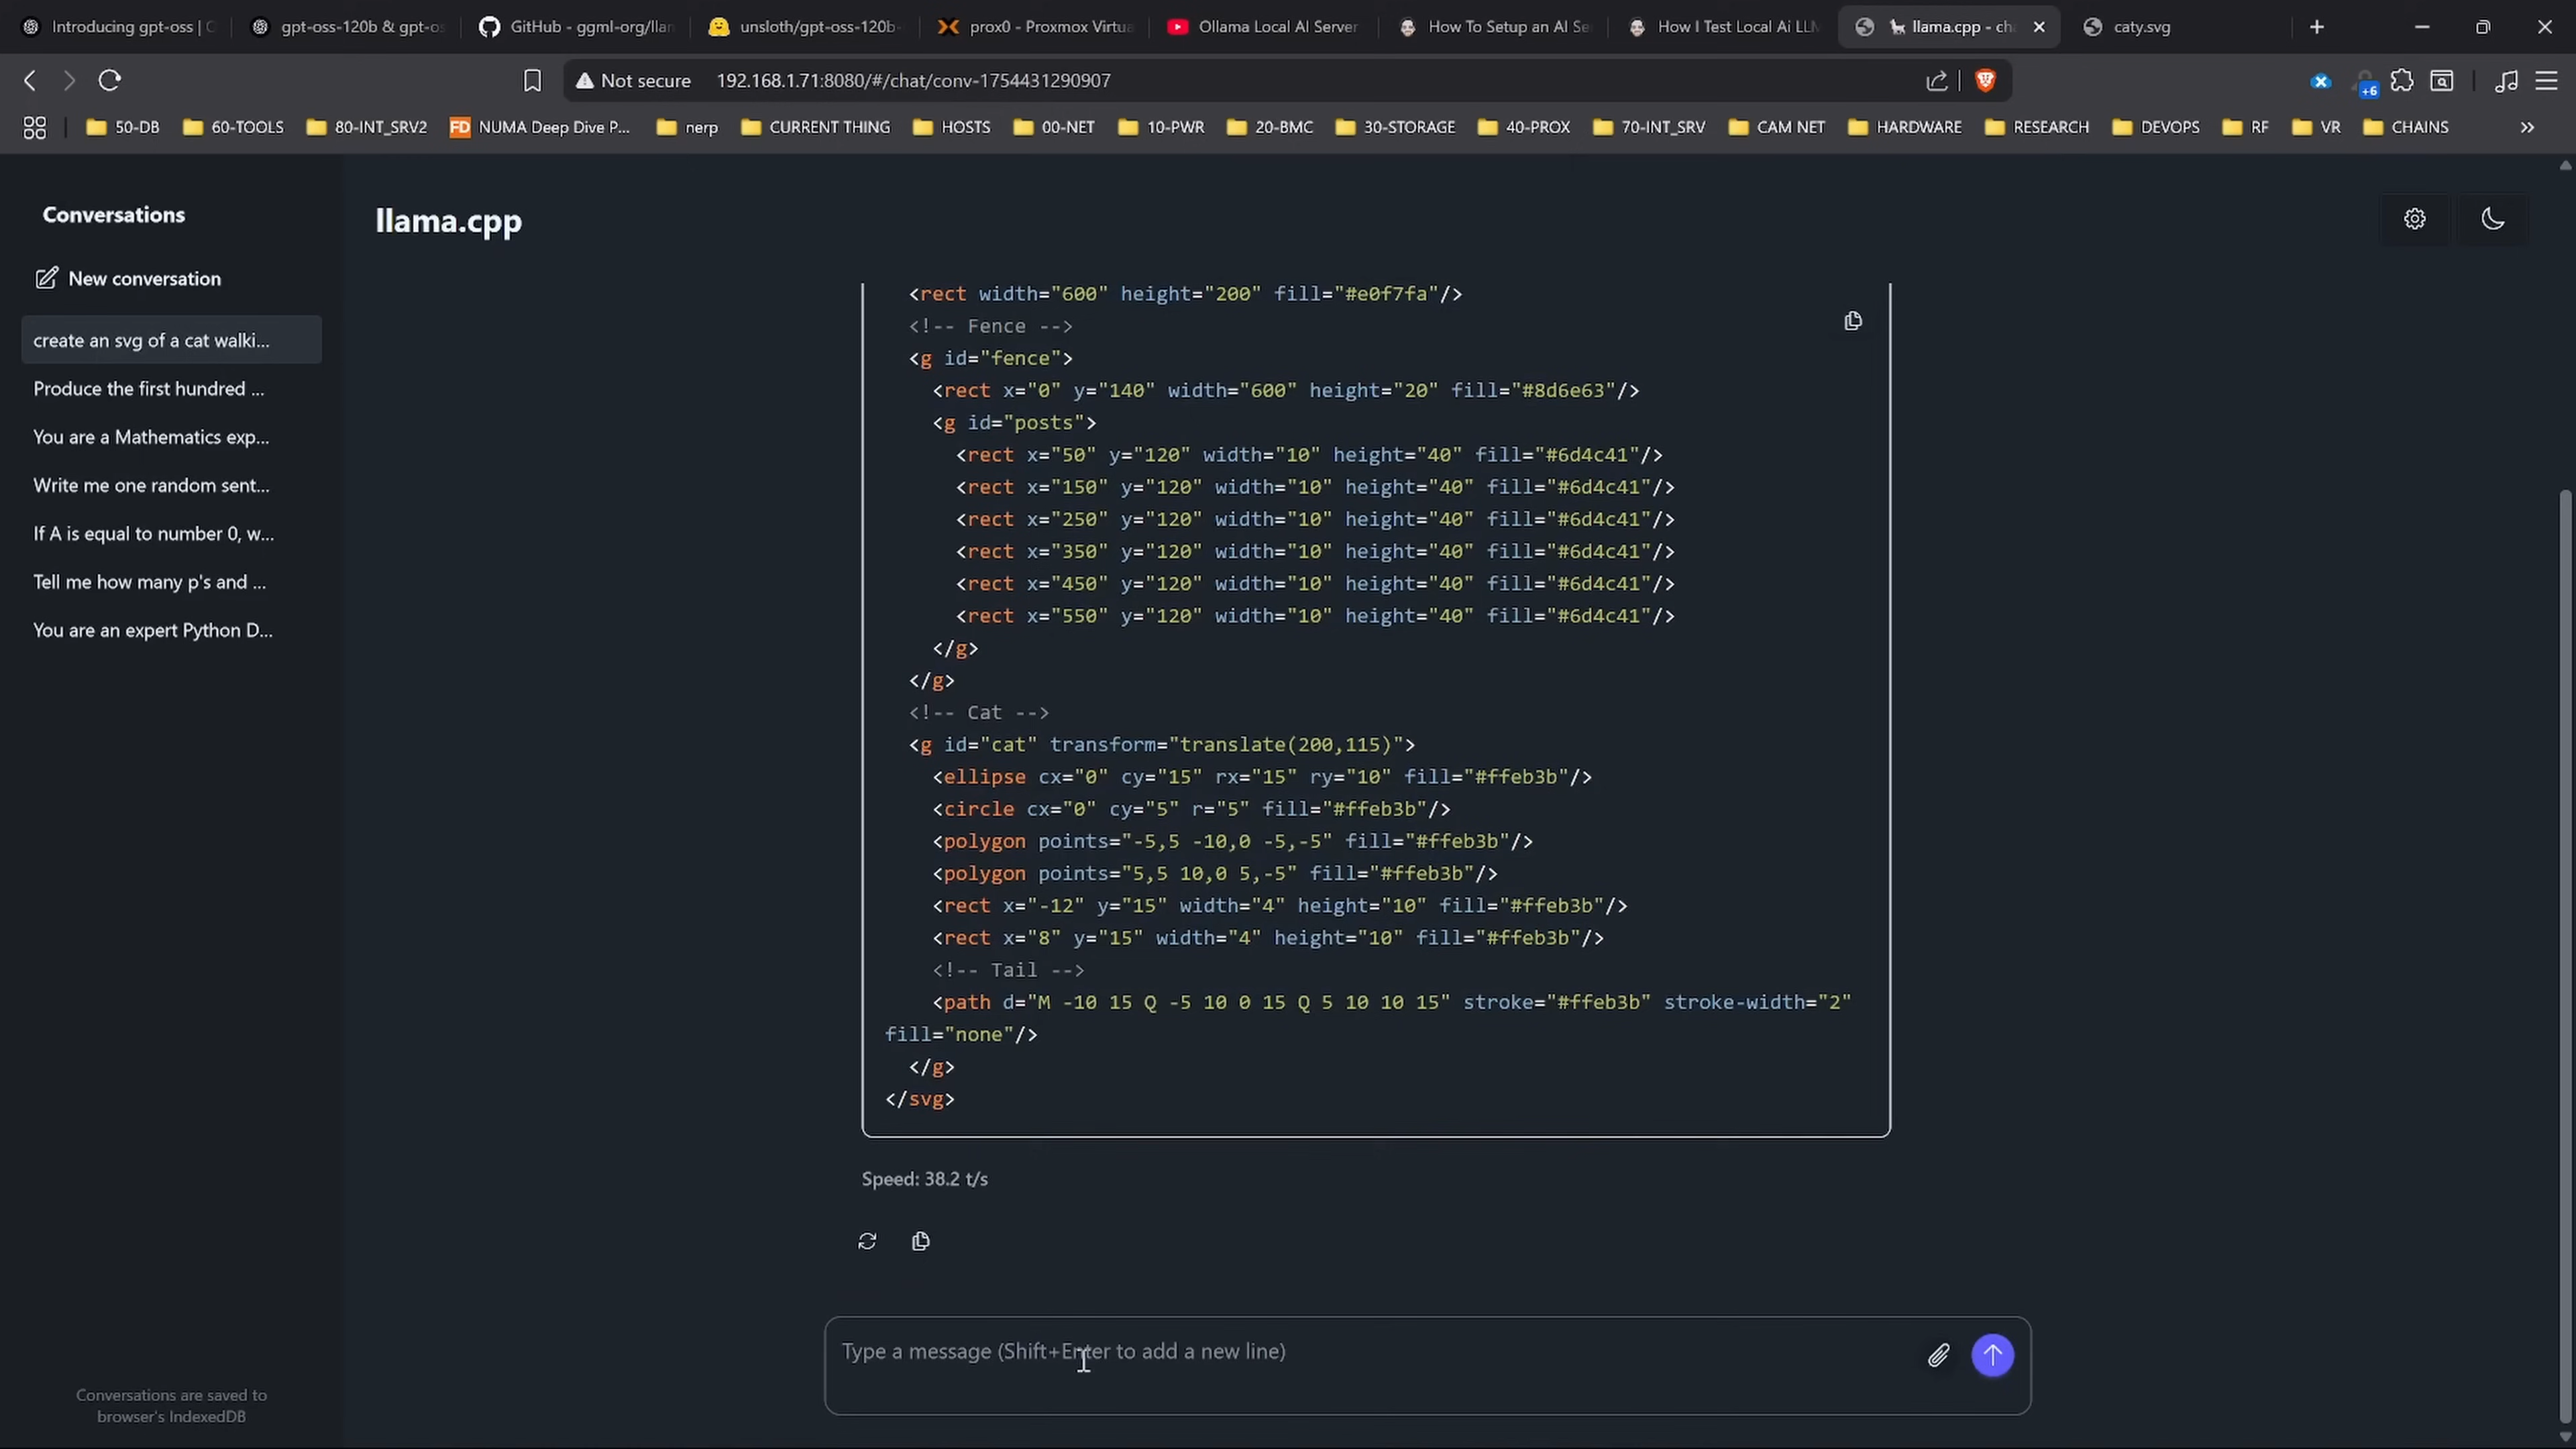 Introducing gpt-oss | C
gpt-oss-120b & gpt-os
GitHub - ggml-org/llam
unsloth/gpt-oss-120b-
prox0 - Proxmox Virtua
Ollama Local AI Server
How To Setup an AI Se
How I Test Local Ai LLM
llama.cpp - cha
caty.svg
Not secure
192.168.1.71:8080/#/chat/conv-1754431290907
+6
50-DB
60-TOOLS
80-INT_SRV2
FD
NUMA Deep Dive P...
nerp
CURRENT THING
HOSTS
00-NET
10-PWR
20-BMC
30-STORAGE
40-PROX
70-INT_SRV
CAM NET
HARDWARE
RESEARCH
DEVOPS
RF
VR
CHAINS
Conversations
New conversation
create an svg of a cat walki...
Produce the first hundred ...
You are a Mathematics exp...
Write me one random sent...
If A is equal to number 0, w...
Tell me how many p's and ...
You are an expert Python D...
Conversations are saved to
browser's IndexedDB
llama.cpp
<rect width="600" height="200" fill="#e0f7fa"/>
<!-- Fence -->
<g id="fence">
<rect x="0" y="140" width="600" height="20" fill="#8d6e63"/>
<g id="posts">
<rect x="50" y="120" width="10" height="40" fill="#6d4c41"/>
<rect x="150" y="120" width="10" height="40" fill="#6d4c41"/>
<rect x="250" y="120" width="10" height="40" fill="#6d4c41"/>
<rect x="350" y="120" width="10" height="40" fill="#6d4c41"/>
<rect x="450" y="120" width="10" height="40" fill="#6d4c41"/>
<rect x="550" y="120" width="10" height="40" fill="#6d4c41"/>
</g>
</g>
<!-- Cat -->
<g id="cat" transform="translate(200,115)">
<ellipse cx="0" cy="15" rx="15" ry="10" fill="#ffeb3b"/>
<circle cx="0" cy="5" r="5" fill="#ffeb3b"/>
<polygon points="-5,5 -10,0 -5,-5" fill="#ffeb3b"/>
<polygon points="5,5 10,0 5,-5" fill="#ffeb3b"/>
<rect x="-12" y="15" width="4" height="10" fill="#ffeb3b"/>
<rect x="8" y="15" width="4" height="10" fill="#ffeb3b"/>
<!-- Tail -->
<path d="M -10 15 Q -5 10 0 15 Q 5 10 10 15" stroke="#ffeb3b" stroke-width="2"
fill="none"/>
</g>
</svg>
Speed: 38.2 t/s
Type a message (Shift+Enter to add a new line)